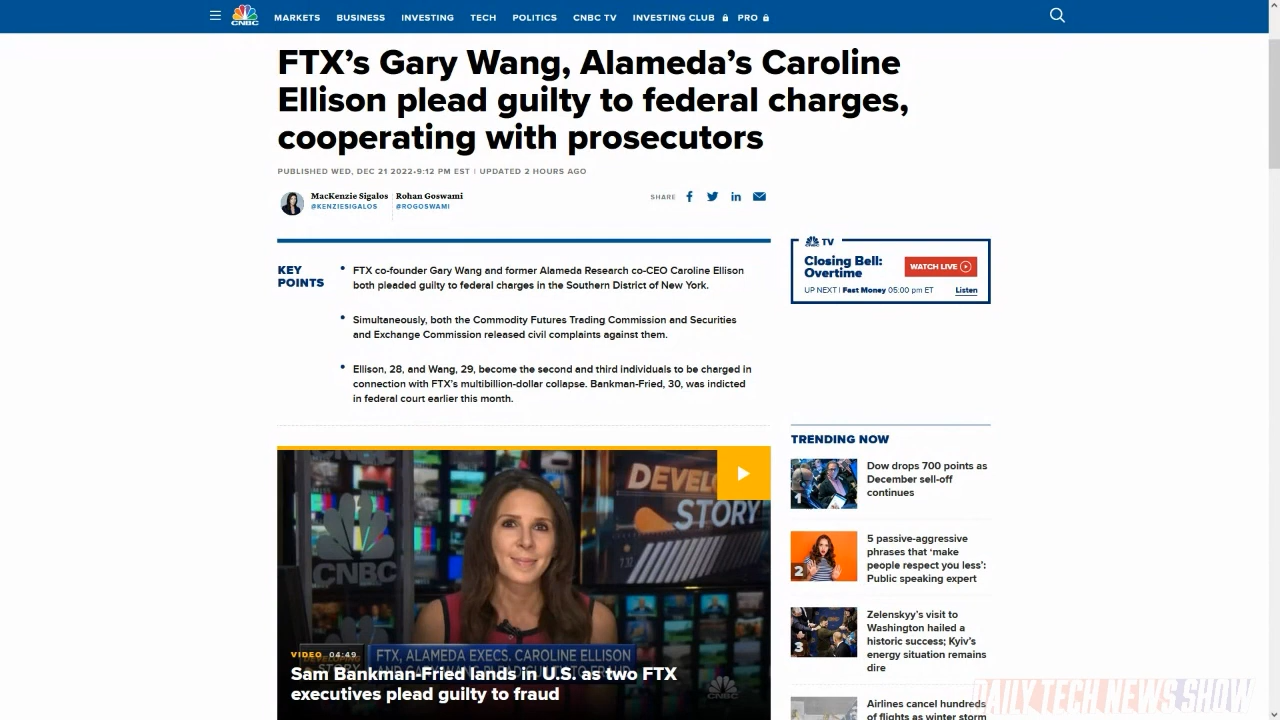 CNBC
MARKETS BUSINESS INVESTING TECH POLITICS CNBC TV INVESTING CLUB PRO
FTX’s Gary Wang, Alameda’s Caroline
Ellison plead guilty to federal charges,
cooperating with prosecutors
PUBLISHED WED, DEC 21 2022•9:12 PM EST | UPDATED 2 HOURS AGO
MacKenzie Sigalos
@KENZIESIGALOS
Rohan Goswami
@ROGOSWAMI
SHARE
KEY
POINTS
• FTX co-founder Gary Wang and former Alameda Research co-CEO Caroline Ellison
both pleaded guilty to federal charges in the Southern District of New York.
• Simultaneously, both the Commodity Futures Trading Commission and Securities
and Exchange Commission released civil complaints against them.
• Ellison, 28, and Wang, 29, become the second and third individuals to be charged in
connection with FTX’s multibillion-dollar collapse. Bankman-Fried, 30, was indicted
in federal court earlier this month.
TV
Closing Bell:
Overtime
WATCH LIVE
UP NEXT | Fast Money 05:00 pm ET
Listen
STORY
CNBC
FTX, ALAMEDA EXECS. CAROLINE ELLISON
VIDEO 04:49
Sam Bankman-Fried lands in U.S. as two FTX
executives plead guilty to fraud
CNBC
TRENDING NOW
1
Dow drops 700 points as
December sell-off
continues
2
5 passive-aggressive
phrases that ‘make
people respect you less’:
Public speaking expert
3
Zelenskyy’s visit to
Washington hailed a
historic success; Kyiv’s
energy situation remains
dire
Airlines cancel hundreds
of flights as winter storm
DAILY TECH NEWS SHOW